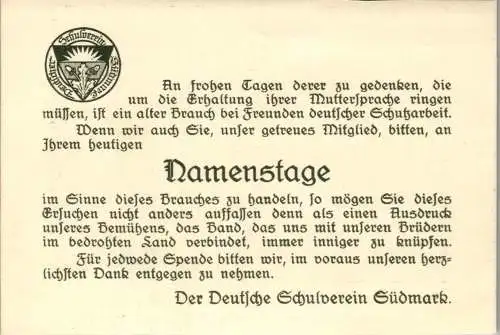 Deutscher Schulverein Südmark
An frohen Tagen derer zu gedenken, die
um die Erhaltung ihrer Muttersprache ringen
müssen, ist ein alter Brauch bei Freunden deutscher Schutzarbeit.
Wenn wir auch Sie, unser getreues Mitglied, bitten, an
Ihrem heutigen
Namenstage
im Sinne dieses Brauches zu handeln, so mögen Sie dieses
Ersuchen nicht anders auffassen denn als einen Ausdruck
unseres Bemühens, das Band, das uns mit unseren Brüdern
im bedrohten Land verbindet, immer inniger zu knüpfen.
Für jedwede Spende bitten wir, im voraus unseren herz-
lichsten Dank entgegen zu nehmen.
Der Deutsche Schulverein Südmark.